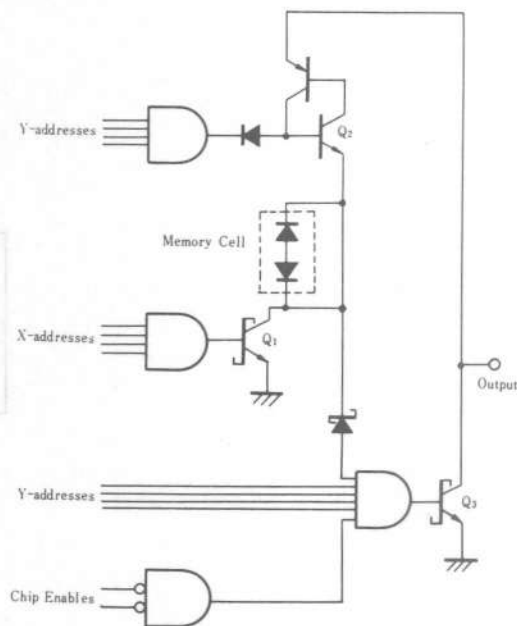 Y-addresses
Q2
Memory Cell
X-addresses
Q1
Output
Y-addresses
Q3
Chip Enables